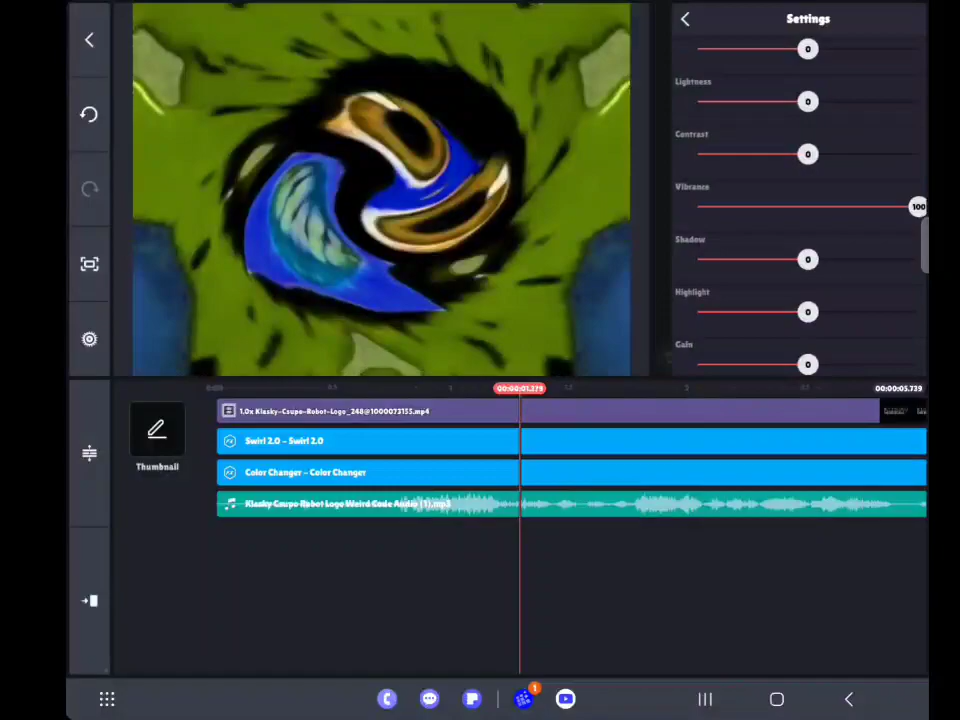 Settings
0
Lightness
0
Contrast
0
Vibrance
100
Shadow
0
Highlight
0
Gain
0
00:00:01.379
00:00:05.739
1.0x Klasky-Csupo-Robot-Logo_248@1000073155.mp4
Thumbnail
Swirl 2.0 – Swirl 2.0
Color Changer – Color Changer
Klasky Csupo Robot Logo Weird Code Audio (1).mp3
1